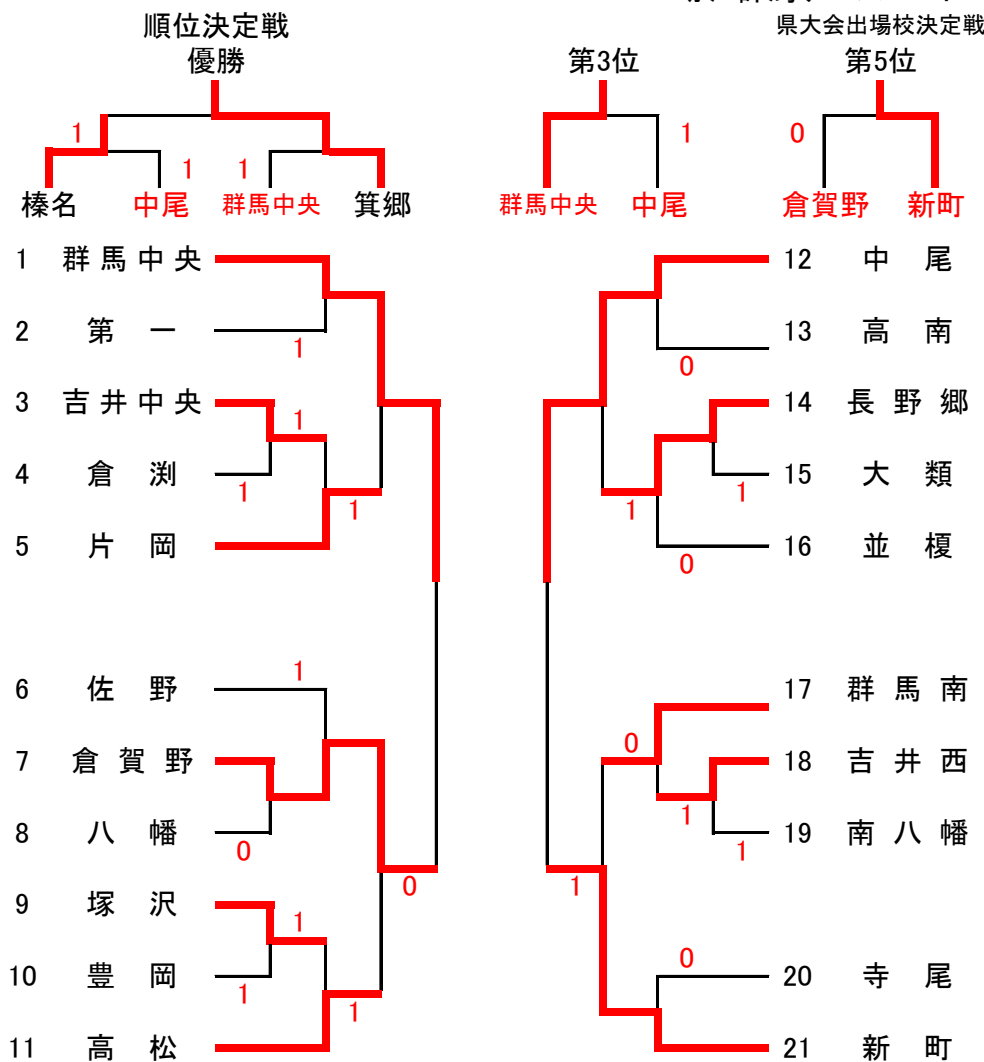 順位決定戦
県大会出場校決定戦
優勝
第3位
第5位
1
1
1
1
0
榛名
中尾
群馬中央
箕郷
群馬中央
中尾
倉賀野
新町
1 群馬中央
12 中尾
2 第一
1
13 高南
0
3 吉井中央
1
14 長野郷
4 倉渕
1
15 大類
1
5 片岡
1
1
16 並榎
0
6 佐野
1
17 群馬南
0
7 倉賀野
18 吉井西
1
8 八幡
0
19 南八幡
1
0
1
9 塚沢
1
10 豊岡
1
20 寺尾
0
11 高松
1
21 新町